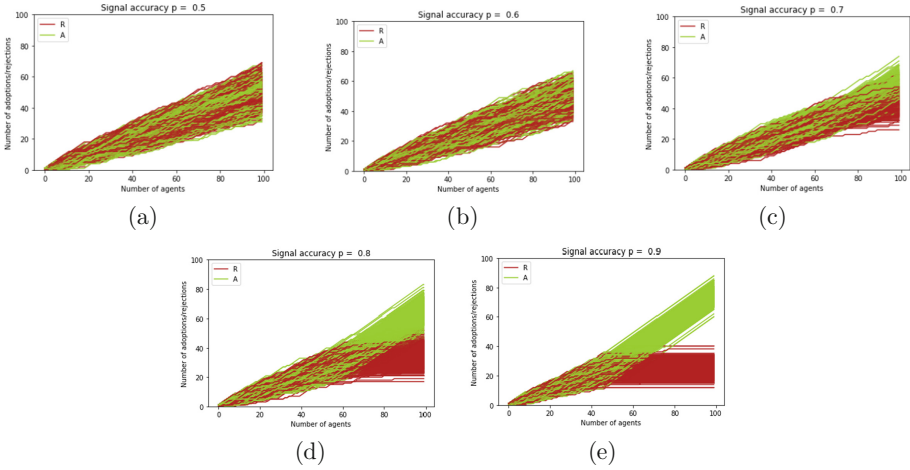 Signal accuracy p = 0.5
R
A
Number of adoptions/rejections
100
80
60
40
20
0
0 20 40 60 80 100
Number of agents
(a)
Signal accuracy p = 0.6
R
A
Number of adoptions/rejections
100
80
60
40
20
0
0 20 40 60 80 100
Number of agents
(b)
Signal accuracy p = 0.7
R
A
Number of adoptions/rejections
100
80
60
40
20
0
0 20 40 60 80 100
Number of agents
(c)
Signal accuracy p = 0.8
R
A
Number of adoptions/rejections
100
80
60
40
20
0
0 20 40 60 80 100
Number of agents
(d)
Signal accuracy p = 0.9
R
A
Number of adoptions/rejections
100
80
60
40
20
0
0 20 40 60 80 100
Number of agents
(e)